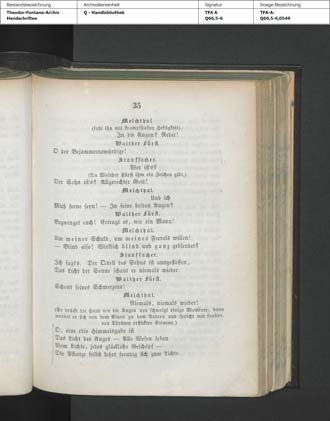 Bestandsbezeichnung Archivalieneinheit Signatur Image-Bezeichnung
Theodor-Fontane-Archiv Q - Handbibliothek TFA A TFA-A-
Handschriften Q66,5-6 Q66,5-6,0549
35
Melchthal
(faßt ihn mit krampfhafter Heftigkeit).
In die Augen? Redet!
Walther Fürst.
O der Bejammernswürdige!
Stauffacher.
Wer ist's?
(Da Walther Fürst ihm ein Zeichen gibt.)
Der Sohn ist's? Allgerechter Gott!
Melchthal.
Und ich
Muß ferne seyn! — In seine beiden Augen?
Walther Fürst.
Bezwinget euch! Ertragt es, wie ein Mann!
Melchthal.
Um meiner Schuld, um meines Frevels willen!
— Blind also! Wirklich blind und ganz geblendet?
Stauffacher.
Ich sagt's. Der Quell des Sehns ist ausgeflossen,
Das Licht der Sonne schaut er niemals wieder.
Walther Fürst.
Schont seines Schmerzens!
Melchthal.
Niemals, niemals wieder!
(Er drückt die Hand vor die Augen und schweigt einige Momente, dann
wendet er sich von dem Einen zu dem Andern und spricht mit sanfter,
von Thränen erstickter Stimme.)
O, eine edle Himmelsgabe ist
Das Licht des Auges — Alle Wesen leben
Vom Lichte, jedes glückliche Geschöpf —
Die Pflanze selbst kehrt freudig sich zum Lichte.